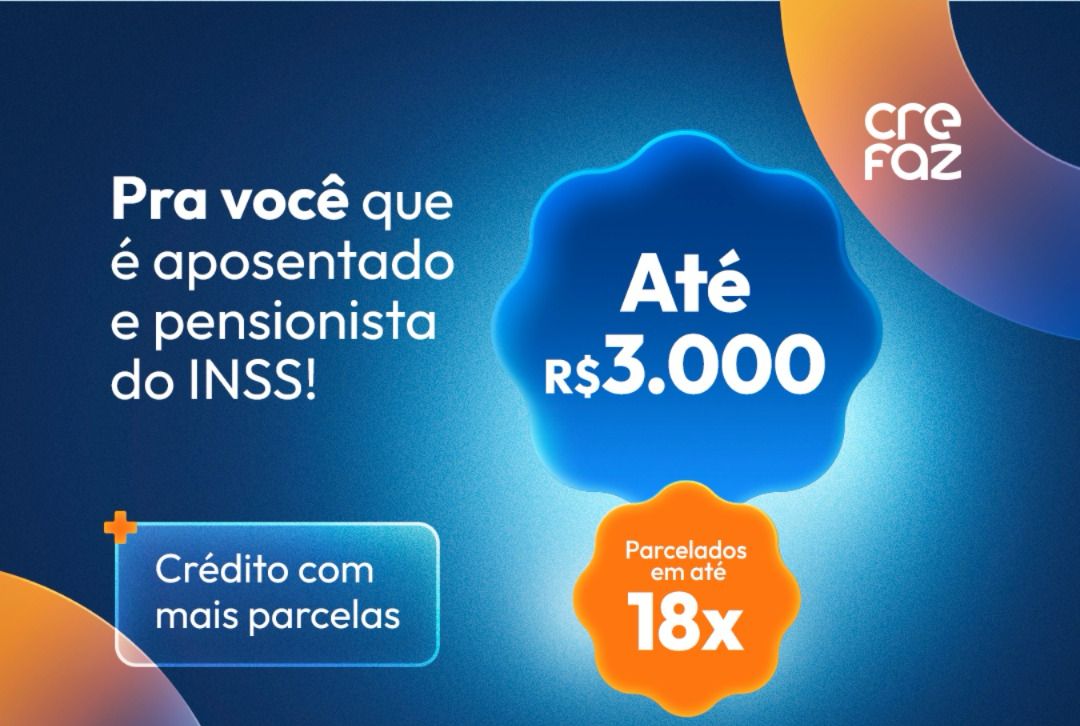 cre
faz
Pra você que
é aposentado
e pensionista
do INSS!
Até
R$3.000
Crédito com
mais parcelas
Parcelados
em até
18x